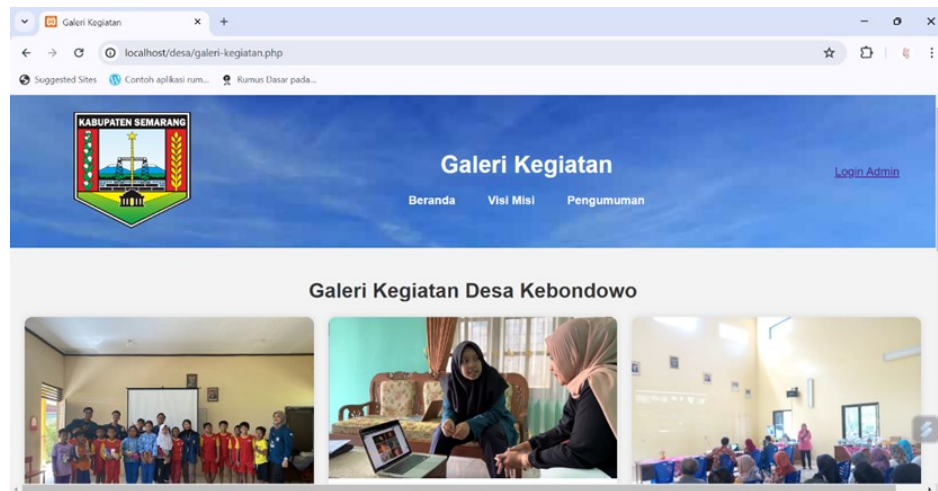 Galeri Kegiatan
localhost/desa/galeri-kegiatan.php
Suggested Sites Contoh aplikasi rum... Rumus Dasar pada...
KABUPATEN SEMARANG
Galeri Kegiatan
Login Admin
Beranda Visi Misi Pengumuman
Galeri Kegiatan Desa Kebondowo